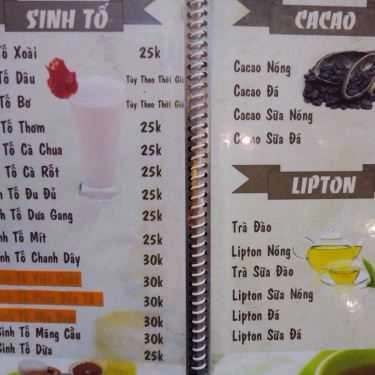 SINH TỐ
Tố Xoài 25k
Tố Dâu Tùy Theo Thời Giá
Tố Bơ Tùy Theo Thời Giá
Tố Thơm 25k
Tố Cà Chua 25k
Tố Cà Rốt 25k
Tố Đu Đủ 25k
Tố Dưa Gang 25k
Tố Mít 25k
Sinh Tố Chanh Dây 30k
30k
30k
30k
Sinh Tố Mãng Cầu 30k
Sinh Tố Dừa 25k
CACAO
Cacao Nóng
Cacao Đá
Cacao Sữa Nóng
Cacao Sữa Đá
LIPTON
Trà Đào
Lipton Nóng
Trà Sữa Đào
Lipton Sữa Nóng
Lipton Đá
Lipton Sữa Đá